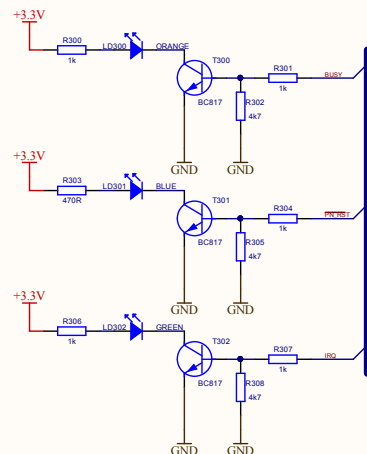 +3.3V
R300
LD300
ORANGE
1k
T300
BC817
R301
1k
BUSY
R302
4k7
GND
GND
+3.3V
R303
LD301
BLUE
470R
T301
BC817
R304
1k
PN_RST
R305
4k7
GND
GND
+3.3V
R306
LD302
GREEN
1k
T302
BC817
R307
1k
IRQ
R308
4k7
GND
GND